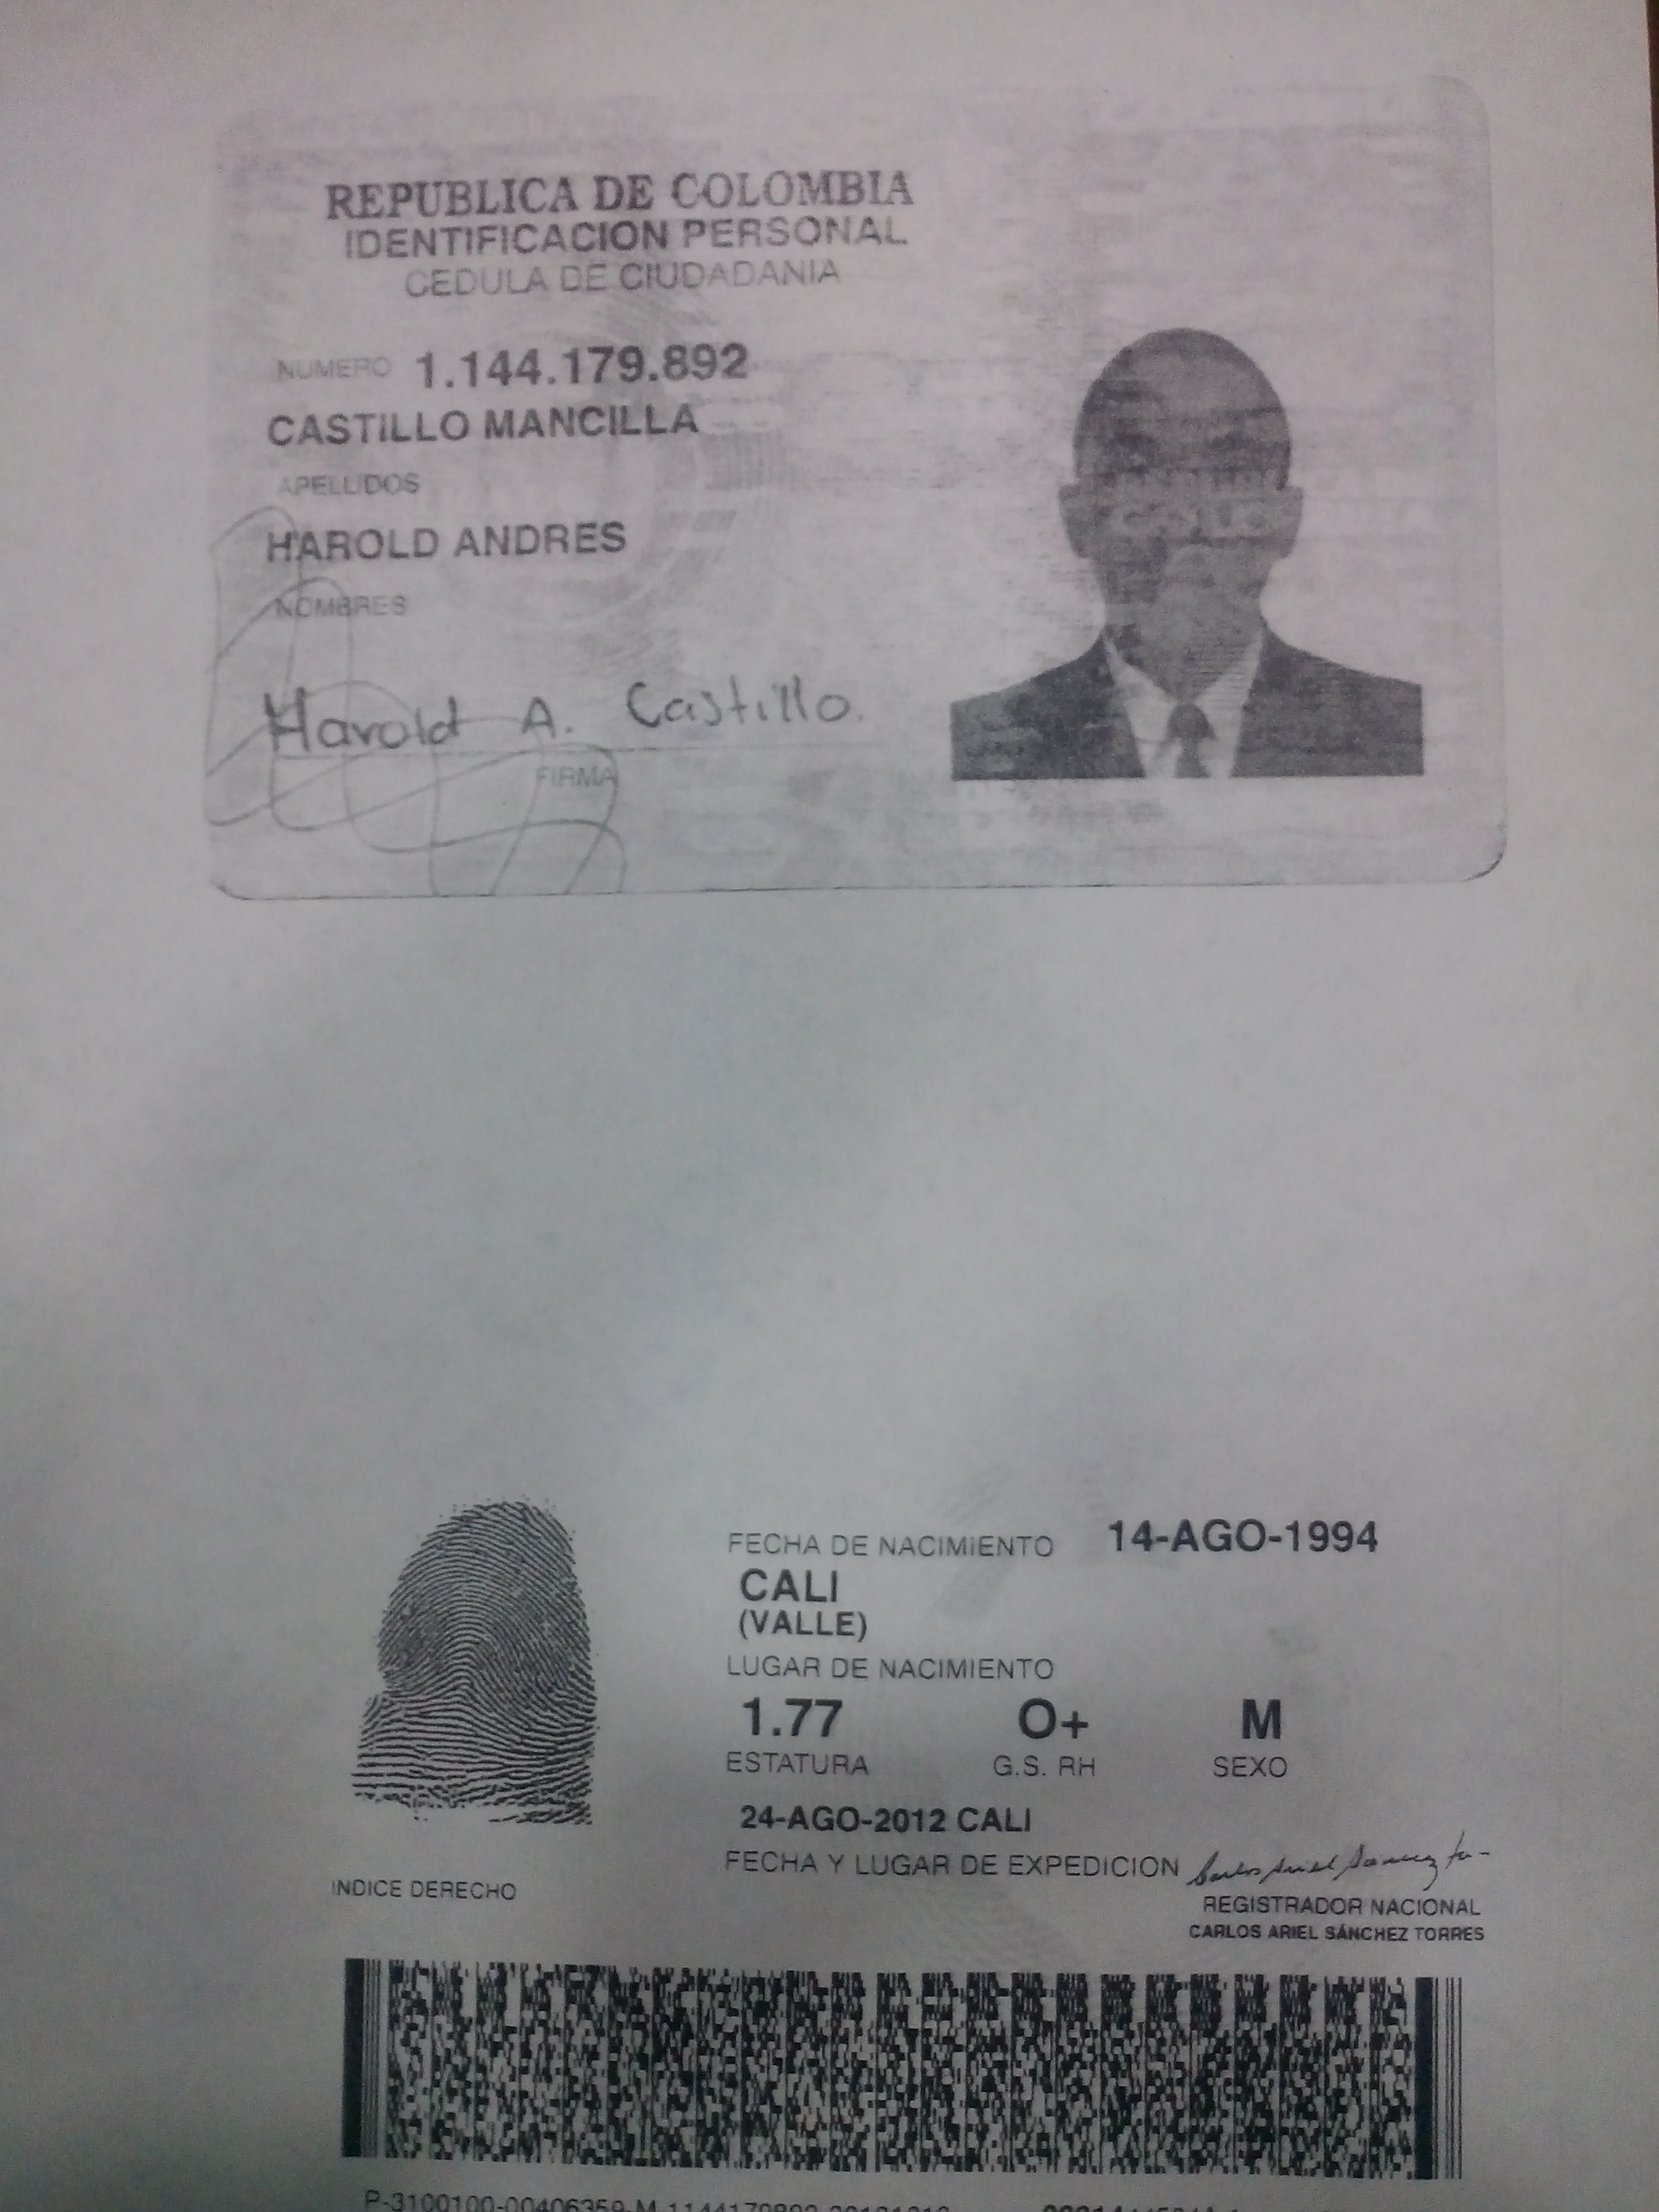 REPUBLICA DE COLOMBIA
IDENTIFICACION PERSONAL
CEDULA DE CIUDADANIA
NUMERO 1.144.179.892
CASTILLO MANCILLA
APELLIDOS
HAROLD ANDRES
NOMBRES
Harold A. Castillo.
FIRMA
FECHA DE NACIMIENTO 14-AGO-1994
CALI
(VALLE)
LUGAR DE NACIMIENTO
1.77 O+ M
ESTATURA G.S. RH SEXO
24-AGO-2012 CALI
FECHA Y LUGAR DE EXPEDICION
INDICE DERECHO
REGISTRADOR NACIONAL
CARLOS ARIEL SÁNCHEZ TORRES
P-3100100-00406359-M-1144179892